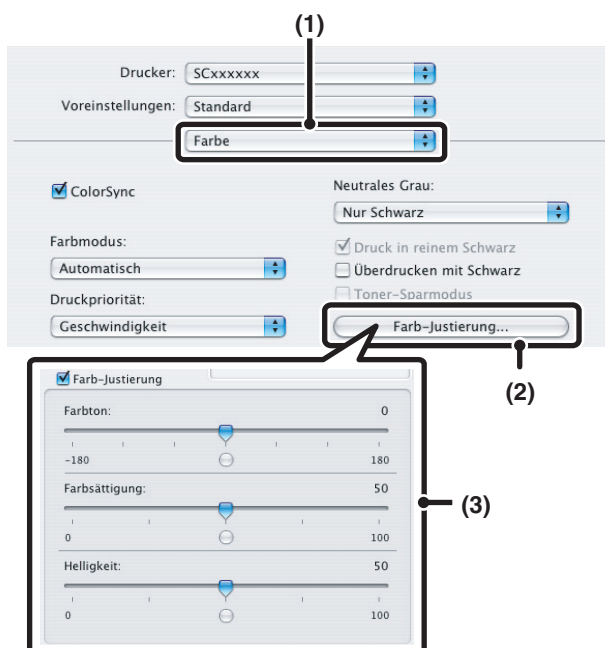 (1)
Drucker: SCxxxxxx
Voreinstellungen: Standard
Farbe
ColorSync
Neutrales Grau:
Nur Schwarz
Farbmodus:
Automatisch
Druck in reinem Schwarz
Überdrucken mit Schwarz
Druckpriorität:
Toner-Sparmodus
Geschwindigkeit
Farb-Justierung...
(2)
Farb-Justierung
Farbton: 0
-180 180
Farbsättigung: 50
0 100
(3)
Helligkeit: 50
0 100